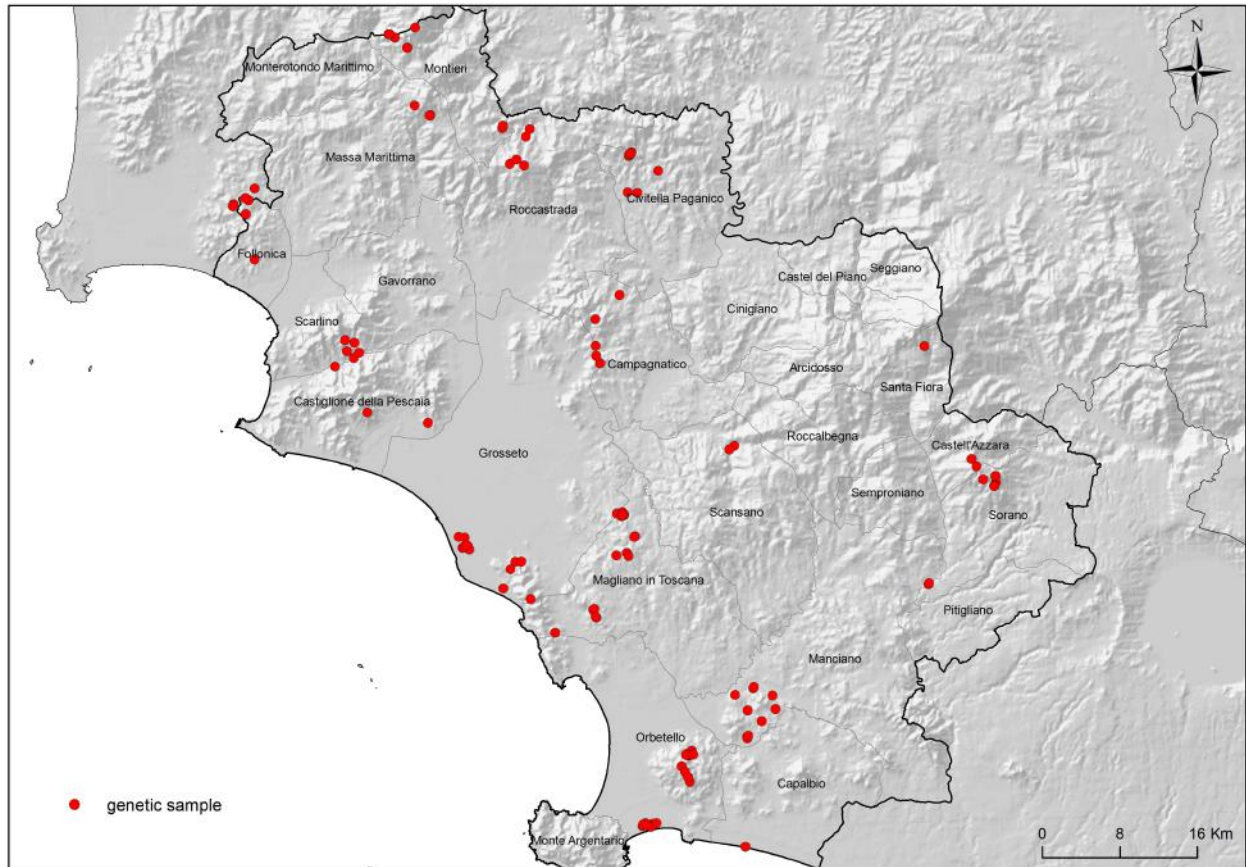 N
Monterotondo Marittimo
Montieri
Massa Marittima
Roccastrada
Civitella Paganico
Follonica
Gavorrano
Castel del Piano
Seggiano
Cinigiano
Scarlino
Campagnatico
Arcidosso
Santa Fiora
Castiglione della Pescaia
Roccalbegna
Castell'Azzara
Grosseto
Semproniano
Scansano
Sorano
Magliano in Toscana
Pitigliano
Manciano
Orbetello
Capalbio
genetic sample
Monte Argentario
0 8 16 Km